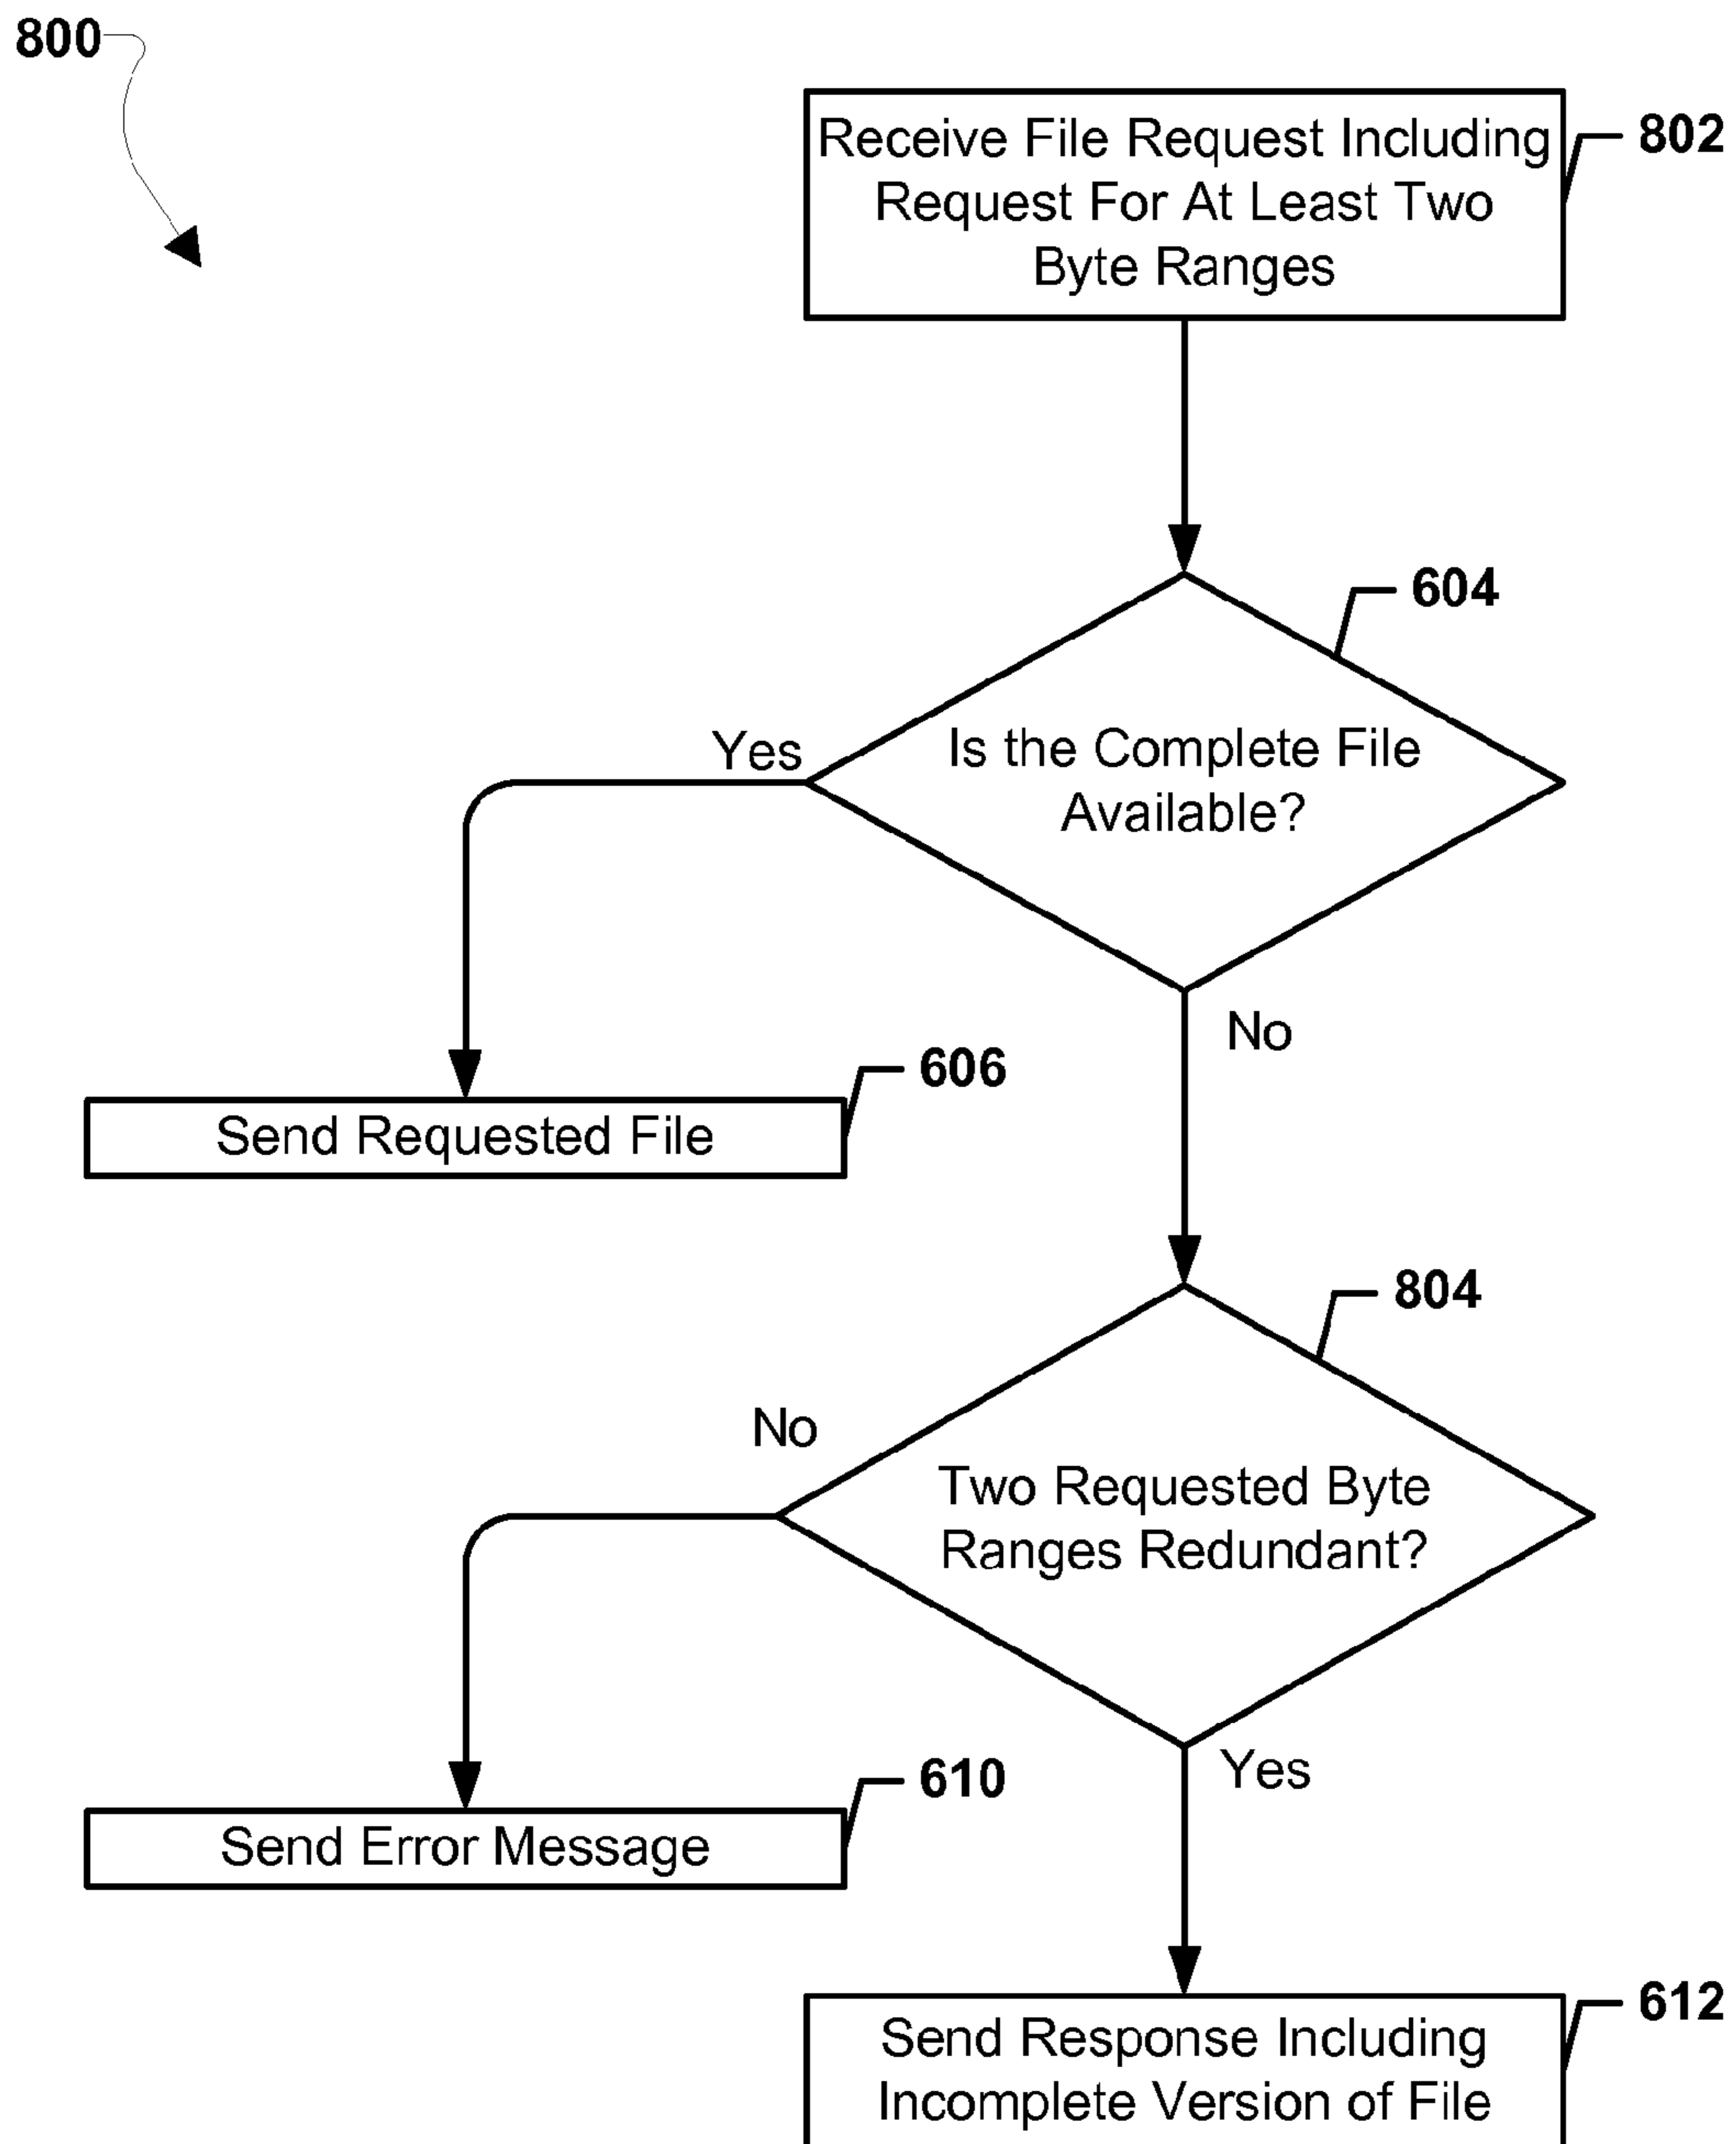 800
Receive File Request Including
Request For At Least Two
Byte Ranges
802
604
Is the Complete File
Available?
Yes
No
606
Send Requested File
804
Two Requested Byte
Ranges Redundant?
No
Yes
610
Send Error Message
612
Send Response Including
Incomplete Version of File